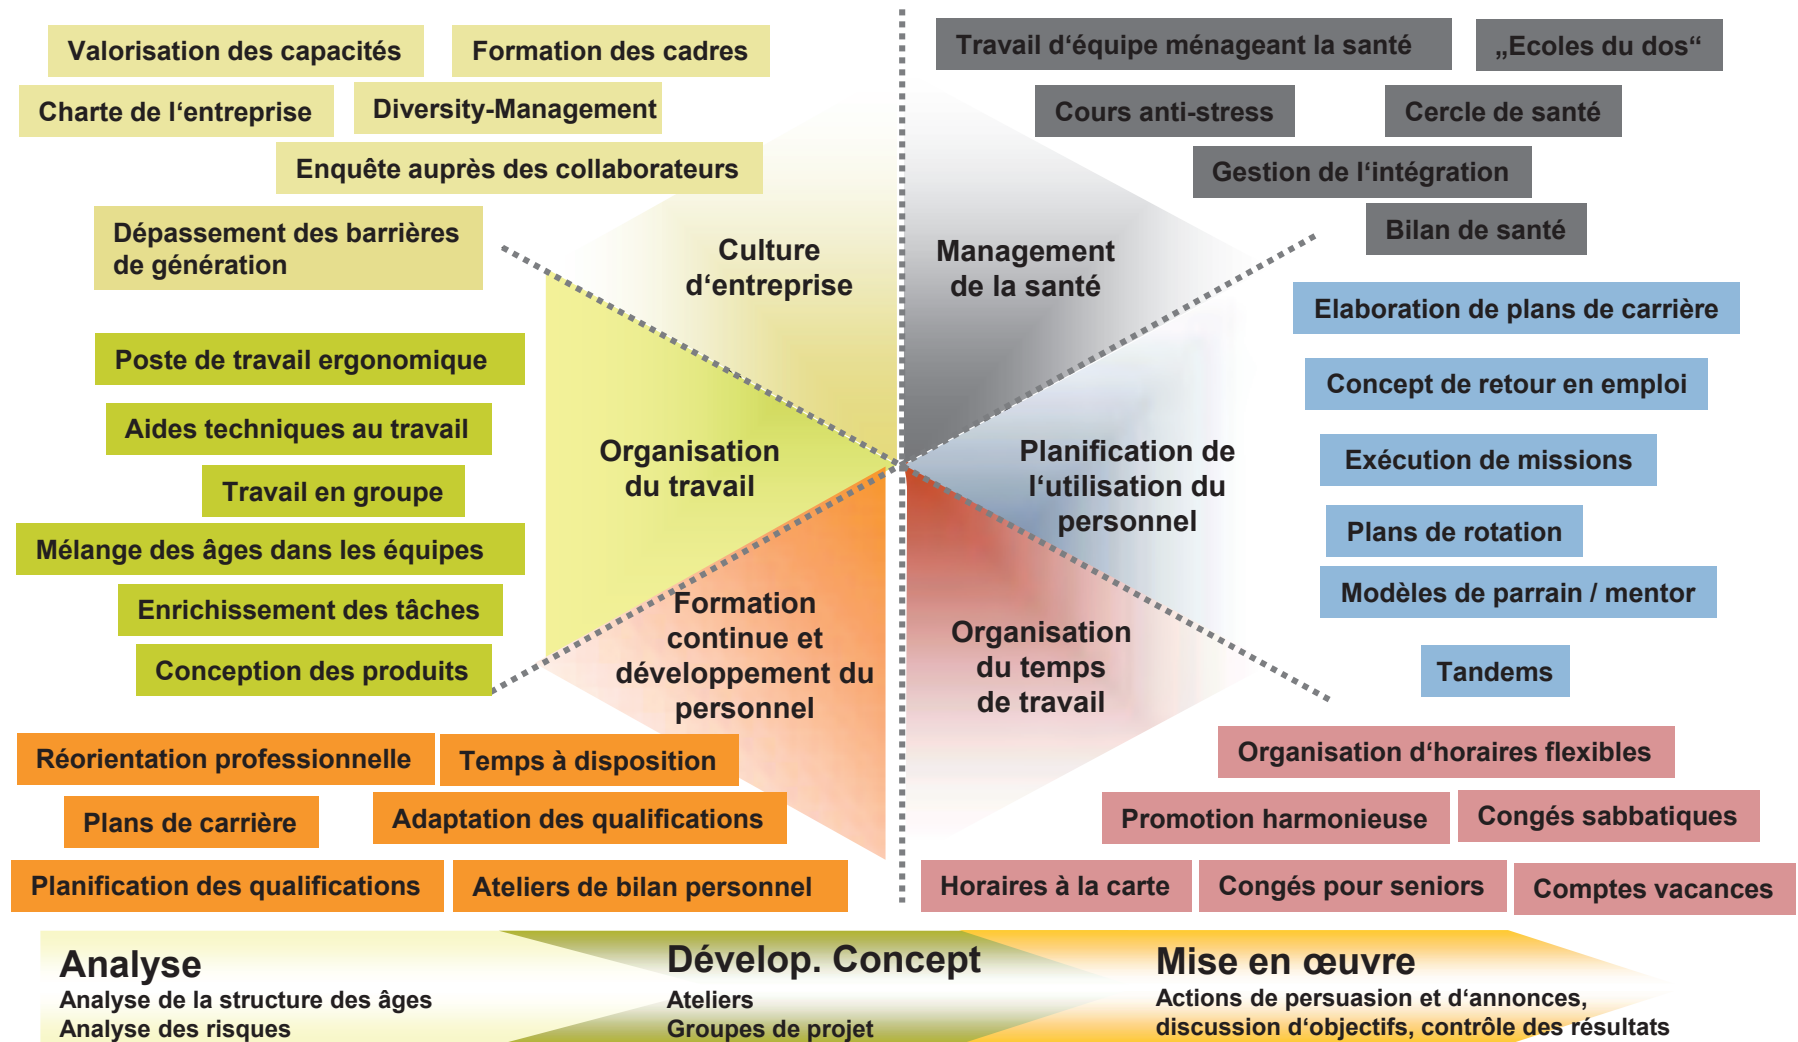 Valorisation des capacités
Formation des cadres
Charte de l‘entreprise
Diversity-Management
Enquête auprès des collaborateurs
Dépassement des barrières
de génération
Culture
d‘entreprise
Travail d‘équipe ménageant la santé
„Ecoles du dos“
Cours anti-stress
Cercle de santé
Gestion de l‘intégration
Bilan de santé
Management
de la santé
Poste de travail ergonomique
Aides techniques au travail
Travail en groupe
Mélange des âges dans les équipes
Enrichissement des tâches
Conception des produits
Organisation
du travail
Elaboration de plans de carrière
Concept de retour en emploi
Exécution de missions
Plans de rotation
Modèles de parrain / mentor
Tandems
Planification de
l‘utilisation du
personnel
Formation
continue et
développement du
personnel
Réorientation professionnelle
Temps à disposition
Plans de carrière
Adaptation des qualifications
Planification des qualifications
Ateliers de bilan personnel
Organisation
du temps
de travail
Organisation d‘horaires flexibles
Promotion harmonieuse
Congés sabbatiques
Horaires à la carte
Congés pour seniors
Comptes vacances
Analyse
Analyse de la structure des âges
Analyse des risques
Dévelop. Concept
Ateliers
Groupes de projet
Mise en œuvre
Actions de persuasion et d‘annonces,
discussion d‘objectifs, contrôle des résultats